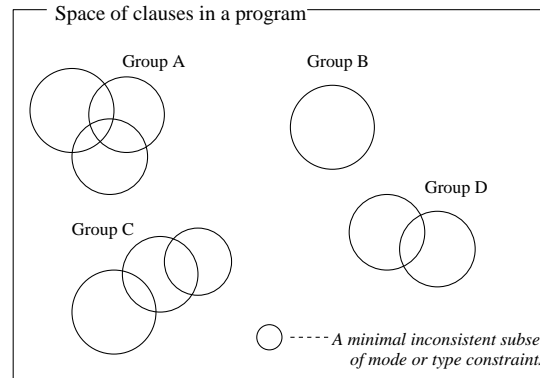 Space of clauses in a program
Group A
Group B
Group D
Group C
A minimal inconsistent subse
of mode or type constraint